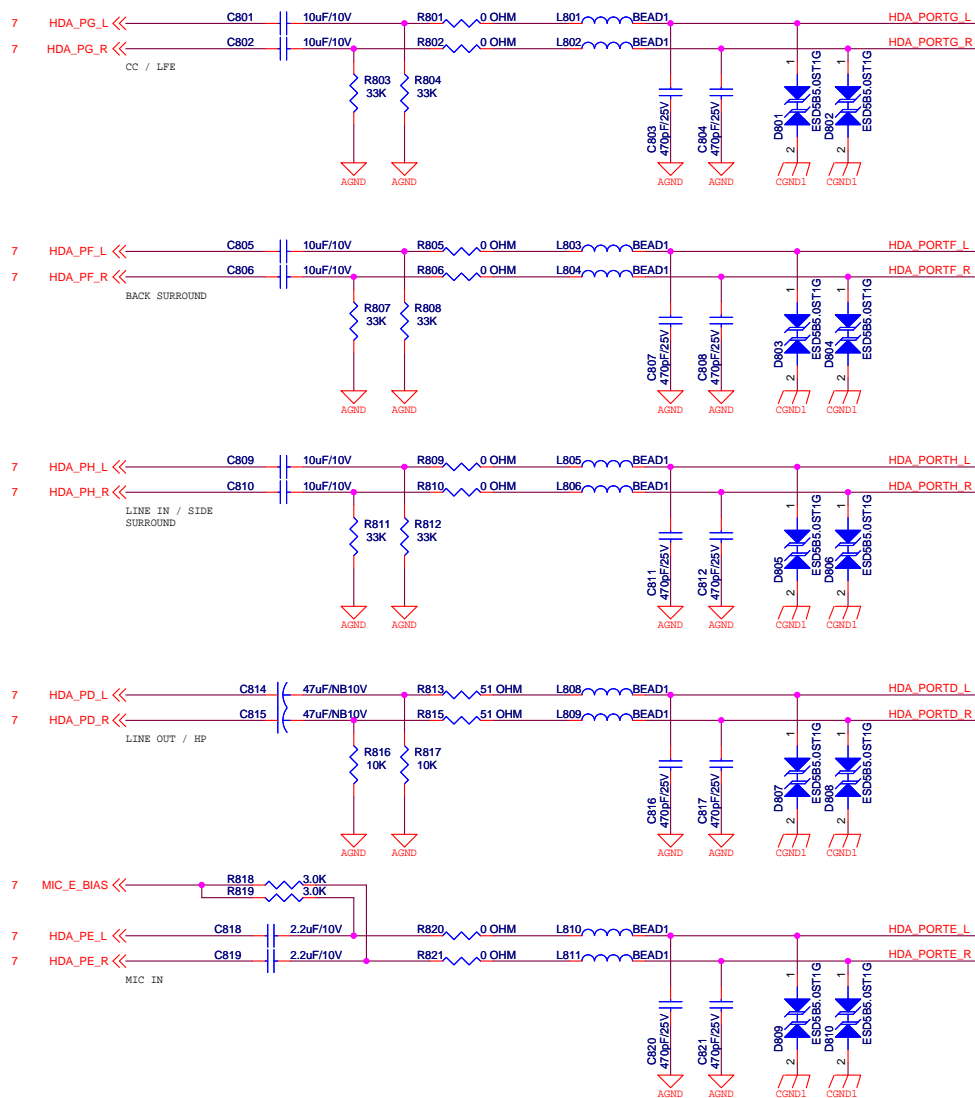 7 HDA_PG_L C801 10uF/10V R801 0 OHM L801 BEAD1 HDA_PORTG_L
7 HDA_PG_R C802 10uF/10V R802 0 OHM L802 BEAD1 HDA_PORTG_R
CC / LFE
R803 33K
R804 33K
C803 470pF/25V
C804 470pF/25V
1 D801 ESD5B5.0ST1G 2
1 D802 ESD5B5.0ST1G 2
AGND AGND AGND AGND CGND1 CGND1
7 HDA_PF_L C805 10uF/10V R805 0 OHM L803 BEAD1 HDA_PORTF_L
7 HDA_PF_R C806 10uF/10V R806 0 OHM L804 BEAD1 HDA_PORTF_R
BACK SURROUND
R807 33K
R808 33K
C807 470pF/25V
C808 470pF/25V
1 D803 ESD5B5.0ST1G 2
1 D804 ESD5B5.0ST1G 2
AGND AGND AGND AGND CGND1 CGND1
7 HDA_PH_L C809 10uF/10V R809 0 OHM L805 BEAD1 HDA_PORTH_L
7 HDA_PH_R C810 10uF/10V R810 0 OHM L806 BEAD1 HDA_PORTH_R
LINE IN / SIDE
SURROUND
R811 33K
R812 33K
C811 470pF/25V
C812 470pF/25V
1 D805 ESD5B5.0ST1G 2
1 D806 ESD5B5.0ST1G 2
AGND AGND AGND AGND CGND1 CGND1
7 HDA_PD_L C814 47uF/NB10V R813 51 OHM L808 BEAD1 HDA_PORTD_L
7 HDA_PD_R C815 47uF/NB10V R815 51 OHM L809 BEAD1 HDA_PORTD_R
LINE OUT / HP
R816 10K
R817 10K
C816 470pF/25V
C817 470pF/25V
1 D807 ESD5B5.0ST1G 2
1 D808 ESD5B5.0ST1G 2
AGND AGND AGND AGND CGND1 CGND1
7 MIC_E_BIAS R818 3.0K
R819 3.0K
7 HDA_PE_L C818 2.2uF/10V R820 0 OHM L810 BEAD1 HDA_PORTE_L
7 HDA_PE_R C819 2.2uF/10V R821 0 OHM L811 BEAD1 HDA_PORTE_R
MIC IN
C820 470pF/25V
C821 470pF/25V
1 D809 ESD5B5.0ST1G 2
1 D810 ESD5B5.0ST1G 2
AGND AGND CGND1 CGND1